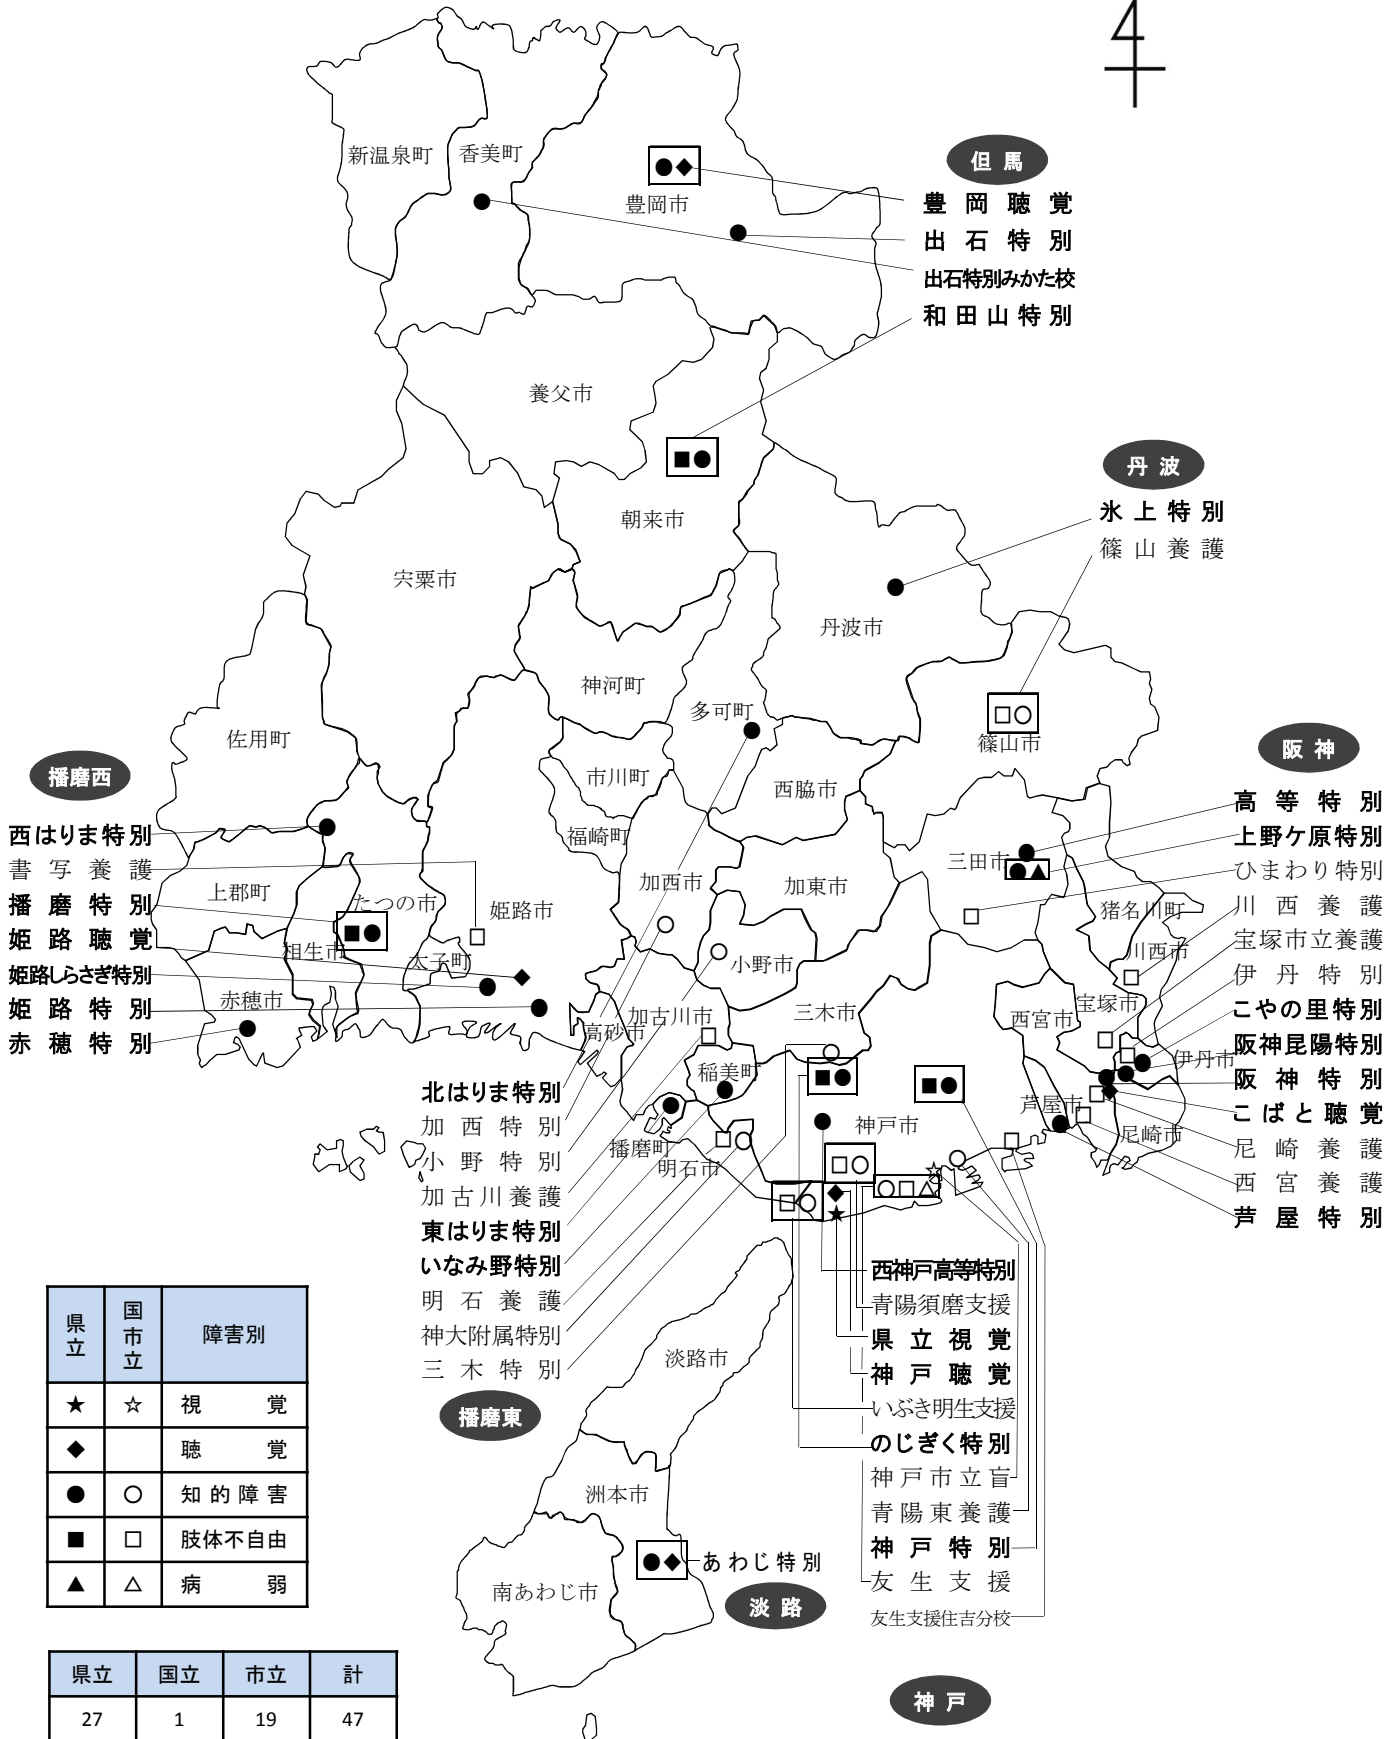 但馬
豊岡聴覚
出石特別
出石特別みかた校
和田山特別
丹波
氷上特別
篠山養護
阪神
高等特別
上野ケ原特別
ひまわり特別
川西養護
宝塚市立養護
伊丹特別
こやの里特別
阪神昆陽特別
阪神特別
こばと聴覚
尼崎養護
西宮養護
芦屋特別
播磨西
西はりま特別
書写養護
播磨特別
姫路聴覚
姫路しらさぎ特別
姫路特別
赤穂特別
北はりま特別
加西特別
小野特別
加古川養護
東はりま特別
いなみ野特別
明石養護
神大附属特別
三木特別
播磨東
西神戸高等特別
青陽須磨支援
県立視覚
神戸聴覚
いぶき明生支援
のじぎく特別
神戸市立盲
青陽東養護
神戸特別
友生支援
友生支援住吉分校
神戸
あわじ特別
淡路
新温泉町
香美町
豊岡市
養父市
朝来市
宍粟市
丹波市
神河町
多可町
篠山市
佐用町
市川町
西脇市
福崎町
三田市
加西市
加東市
上郡町
たつの市
姫路市
猪名川町
川西市
相生市
太子町
小野市
赤穂市
宝塚市
西宮市
三木市
加古川市
高砂市
伊丹市
稲美町
芦屋市
神戸市
尼崎市
播磨町
明石市
淡路市
洲本市
南あわじ市
県立 国市立 障害別
★ ☆ 視覚
◆ 聴覚
● ○ 知的障害
■ □ 肢体不自由
▲ △ 病弱
県立 国立 市立 計
27 1 19 47